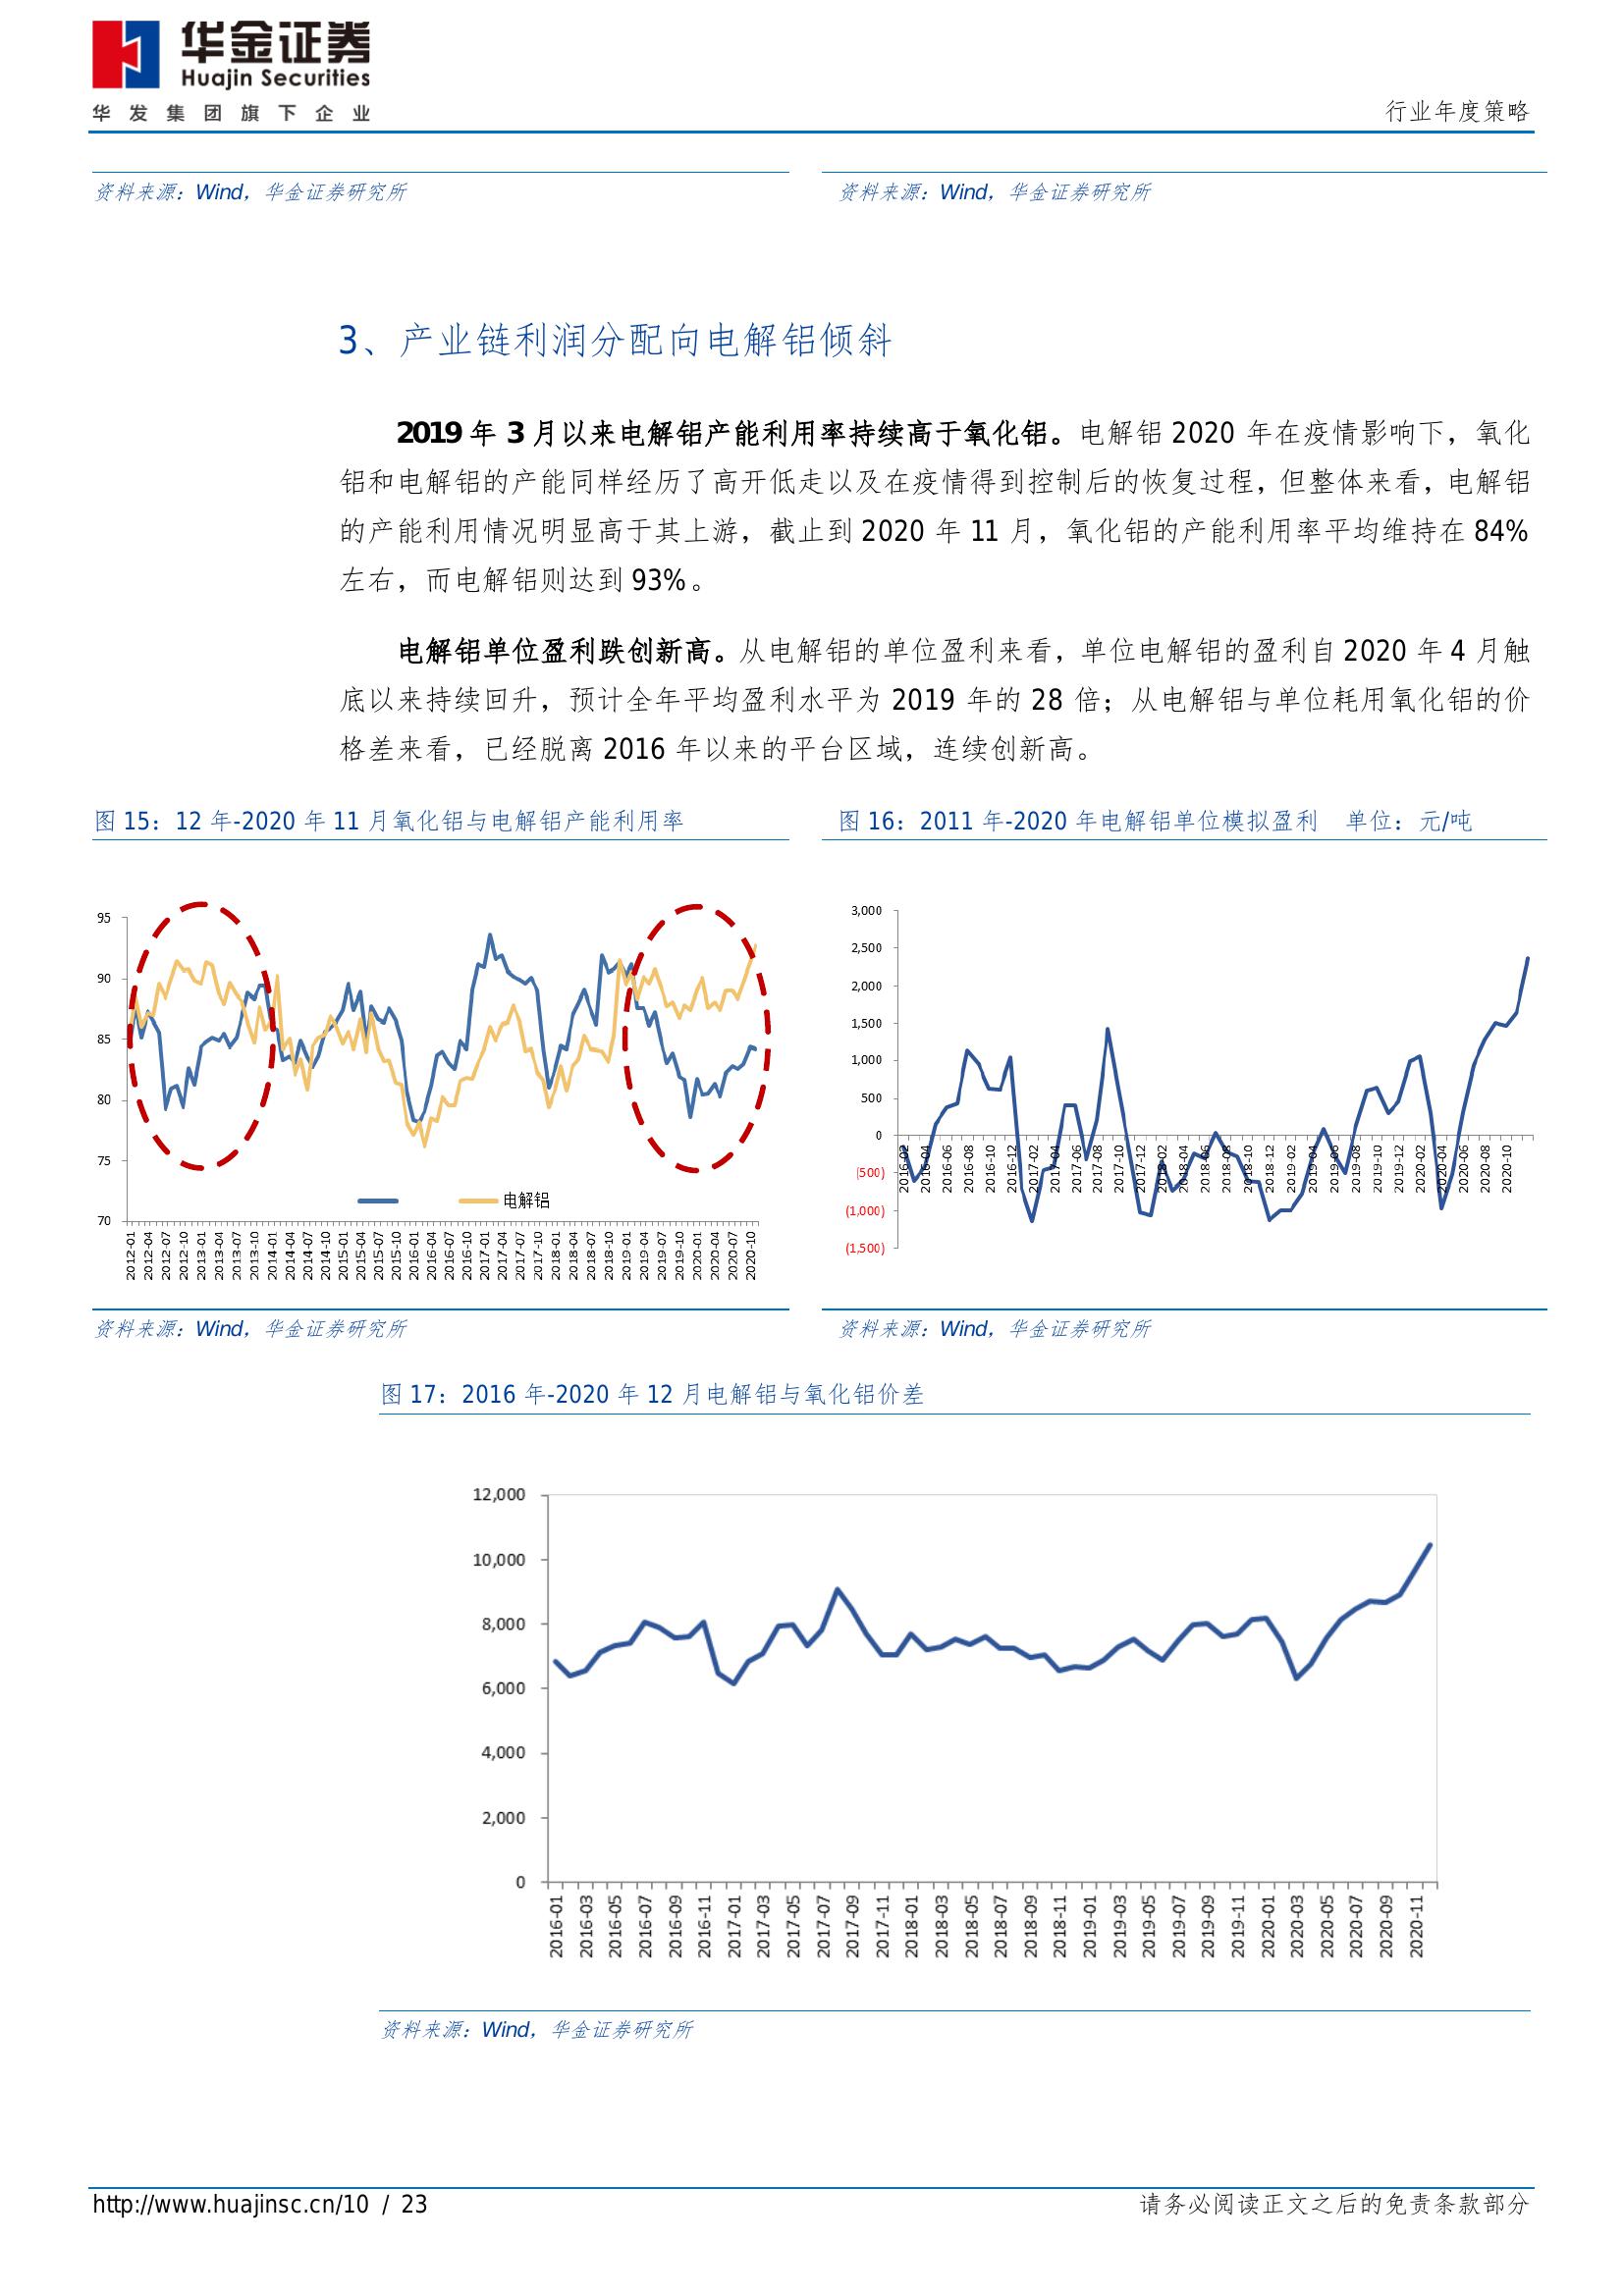 华金证券
Huajin Securities
华发集团旗下企业
行业年度策略
资料来源：Wind，华金证券研究所
资料来源：Wind，华金证券研究所
3、产业链利润分配向电解铝倾斜
2019 年 3 月以来电解铝产能利用率持续高于氧化铝。电解铝 2020 年在疫情影响下，氧化
铝和电解铝的产能同样经历了高开低走以及在疫情得到控制后的恢复过程，但整体来看，电解铝
的产能利用情况明显高于其上游，截止到 2020 年 11 月，氧化铝的产能利用率平均维持在 84%
左右，而电解铝则达到 93%。
电解铝单位盈利跌创新高。从电解铝的单位盈利来看，单位电解铝的盈利自 2020 年 4 月触
底以来持续回升，预计全年平均盈利水平为 2019 年的 28 倍；从电解铝与单位耗用氧化铝的价
格差来看，已经脱离 2016 年以来的平台区域，连续创新高。
图 15：12 年-2020 年 11 月氧化铝与电解铝产能利用率
95
90
85
80
75
70
电解铝
2012-01 2012-04 2012-07 2012-10 2013-01 2013-04 2013-07 2013-10 2014-01 2014-04 2014-07 2014-10 2015-01 2015-04 2015-07 2015-10 2016-01 2016-04 2016-07 2016-10 2017-01 2017-04 2017-07 2017-10 2018-01 2018-04 2018-07 2018-10 2019-01 2019-04 2019-07 2019-10 2020-01 2020-04 2020-07 2020-10
图 16：2011 年-2020 年电解铝单位模拟盈利 单位：元/吨
3,000
2,500
2,000
1,500
1,000
500
0
(500)
(1,000)
(1,500)
2016-02 2016-04 2016-06 2016-08 2016-10 2016-12 2017-02 2017-04 2017-06 2017-08 2017-10 2017-12 2018-02 2018-04 2018-06 2018-08 2018-10 2018-12 2019-02 2019-04 2019-06 2019-08 2019-10 2019-12 2020-02 2020-04 2020-06 2020-08 2020-10
资料来源：Wind，华金证券研究所
资料来源：Wind，华金证券研究所
图 17：2016 年-2020 年 12 月电解铝与氧化铝价差
12,000
10,000
8,000
6,000
4,000
2,000
0
2016-01 2016-03 2016-05 2016-07 2016-09 2016-11 2017-01 2017-03 2017-05 2017-07 2017-09 2017-11 2018-01 2018-03 2018-05 2018-07 2018-09 2018-11 2019-01 2019-03 2019-05 2019-07 2019-09 2019-11 2020-01 2020-03 2020-05 2020-07 2020-09 2020-11
资料来源：Wind，华金证券研究所
http://www.huajinsc.cn/10 / 23
请务必阅读正文之后的免责条款部分